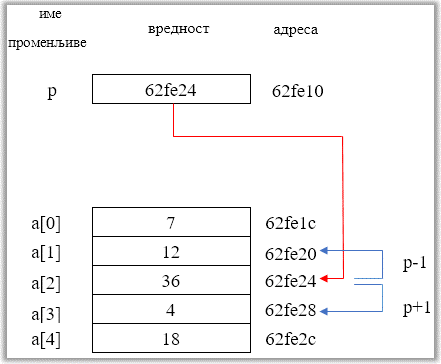 име
променљиве
вредност
адреса
p
62fe24
62fe10
a[0]
7
62fe1c
a[1]
12
62fe20
a[2]
36
62fe24
a[3]
4
62fe28
a[4]
18
62fe2c
p-1
p+1